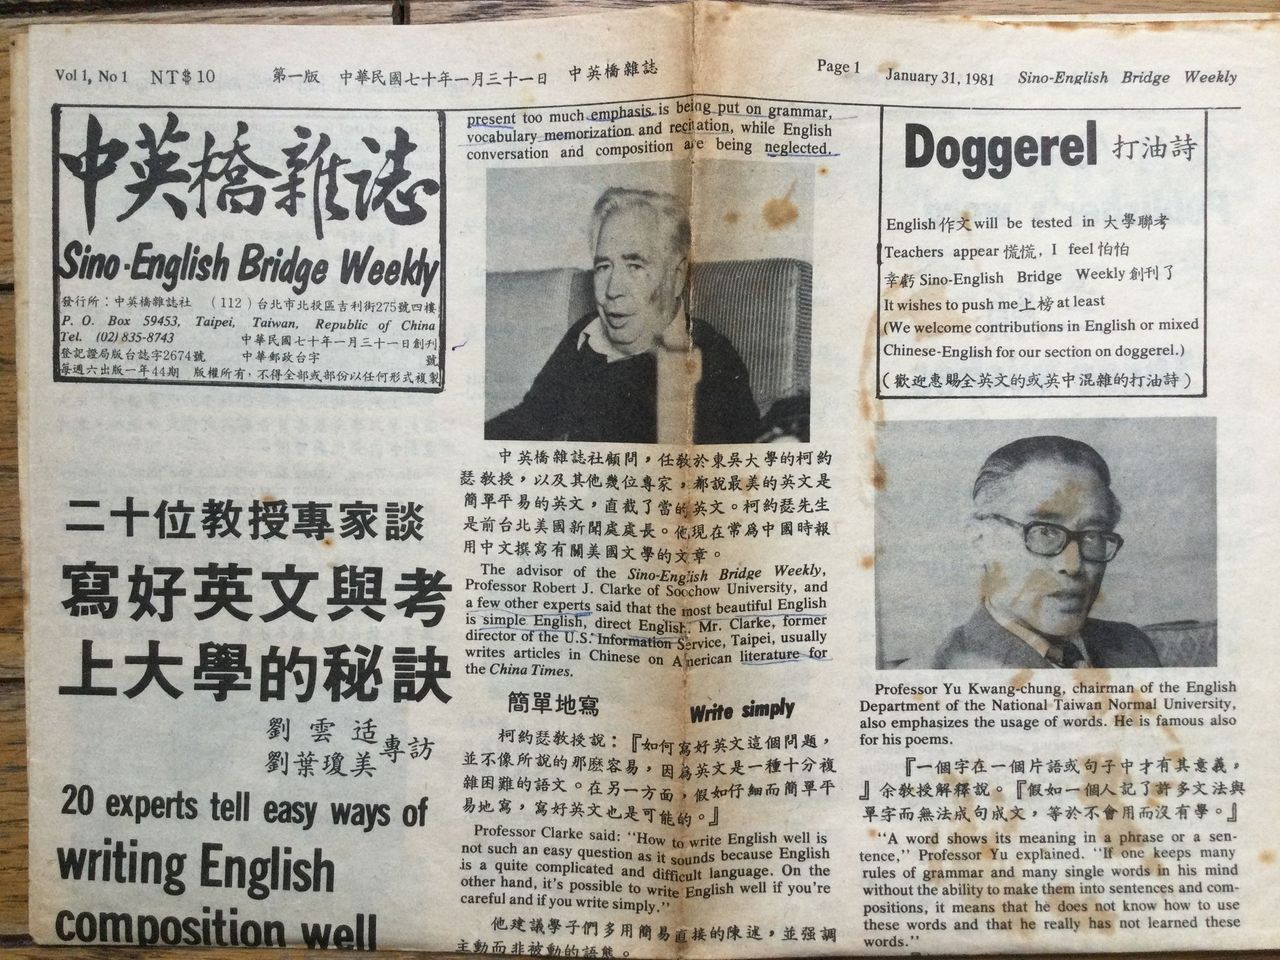 Vol 1, No 1 NT$ 10 第一版 中華民國七十年一月三十一日 中英橋雜誌 Page 1 January 31, 1981 Sino-English Bridge Weekly
中英橋雜誌
Sino-English Bridge Weekly
發行所：中英橋雜誌社 （112）台北市北投區吉利街275號四樓
P. O. Box 59453, Taipei, Taiwan, Republic of China
Tel. (02) 835-8743 中華民國七十年一月三十一日創刊
登記證局版台誌字2674號 中華郵政台字 號
每週六出版一年44期 版權所有，不得全部或部份以任何形式複製
二十位教授專家談
寫好英文與考
上大學的秘訣
劉雲适
劉葉瓊美專訪
20 experts tell easy ways of
writing English
composition well
present too much emphasis is being put on grammar,
vocabulary memorization and recitation, while English
conversation and composition are being neglected.
中英橋雜誌社顧問，任教於東吳大學的柯約
瑟教授，以及其他幾位專家，都說最美的英文是
簡單平易的英文，直截了當的英文。柯約瑟先生
是前台北美國新聞處處長。他現在常為中國時報
用中文撰寫有關美國文學的文章。
The advisor of the Sino-English Bridge Weekly,
Professor Robert J. Clarke of Soochow University, and
a few other experts said that the most beautiful English
is simple English, direct English. Mr. Clarke, former
director of the U.S. Information Service, Taipei, usually
writes articles in Chinese on American literature for
the China Times.
簡單地寫 Write simply
柯約瑟教授說：『如何寫好英文這個問題，
並不像所說的那麼容易，因為英文是一種十分複
雜困難的語文。在另一方面，假如仔細而簡單平
易地寫，寫好英文也是可能的。』
Professor Clarke said: "How to write English well is
not such an easy question as it sounds because English
is a quite complicated and difficult language. On the
other hand, it's possible to write English well if you're
careful and if you write simply."
他建議學子們多用簡易直接的陳述，並強調
主動而非被動的語態。
Doggerel 打油詩
English作文will be tested in 大學聯考
Teachers appear 慌慌, I feel怕怕
幸虧 Sino-English Bridge Weekly創刊了
It wishes to push me上榜at least
(We welcome contributions in English or mixed
Chinese-English for our section on doggerel.)
（歡迎惠賜全英文的或英中混雜的打油詩）
Professor Yu Kwang-chung, chairman of the English
Department of the National Taiwan Normal University,
also emphasizes the usage of words. He is famous also
for his poems.
『一個字在一個片語或句子中才有其意義，
』余教授解釋說。『假如一個人記了許多文法與
單字而無法成句成文，等於不會用而沒有學。』
"A word shows its meaning in a phrase or a sen-
tence," Professor Yu explained. "If one keeps many
rules of grammar and many single words in his mind
without the ability to make them into sentences and com-
positions, it means that he does not know how to use
these words and that he really has not learned these
words."